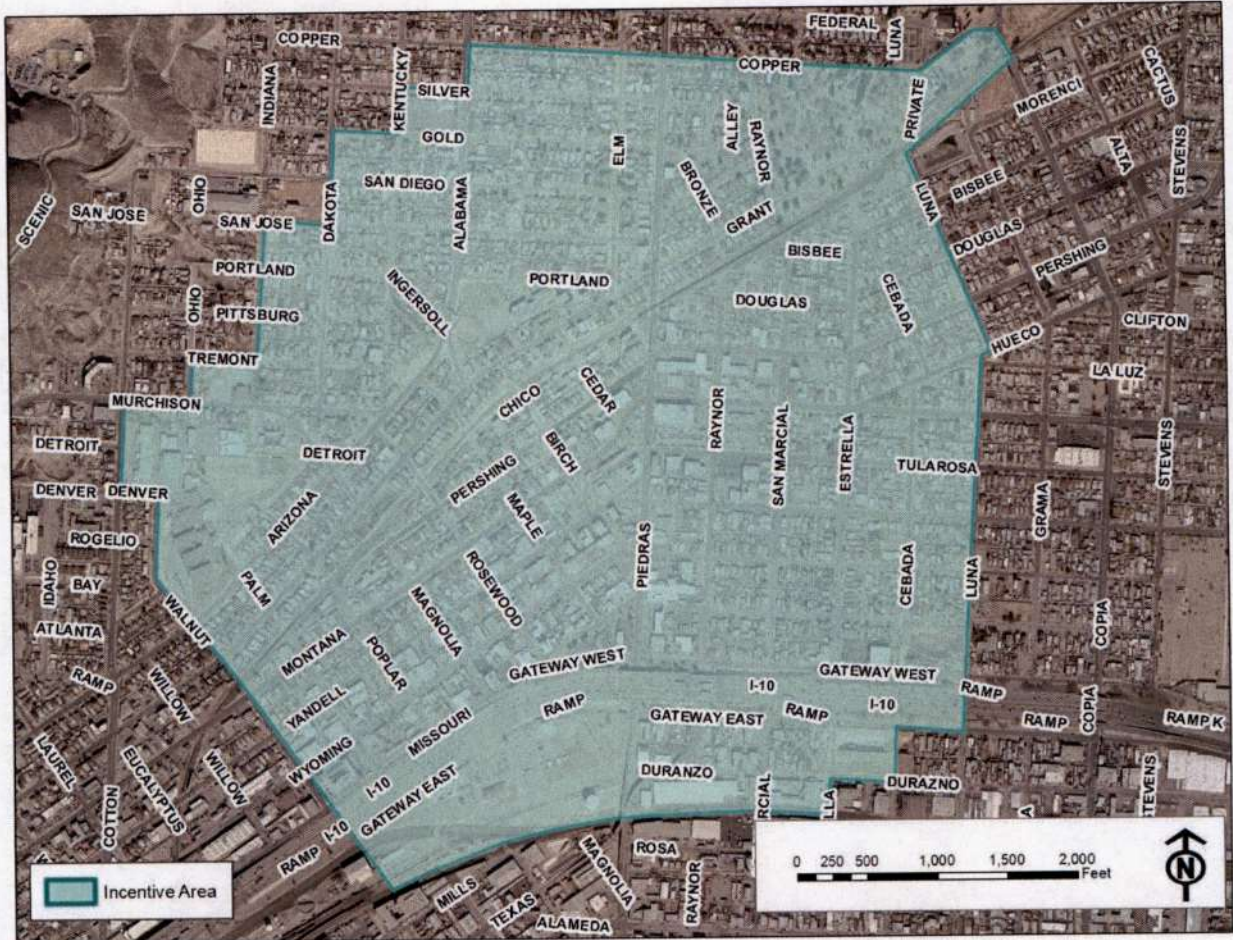 FEDERAL
LUNA
COPPER
COPPER
CACTUS
INDIANA
KENTUCKY
SILVER
PRIVATE
MORENCI
GOLD
ELM
ALLEY
RAYNOR
ALTA
STEVENS
SCENIC
SAN JOSE
OHIO
SAN JOSE
DAKOTA
SAN DIEGO
ALABAMA
BRONZE
GRANT
LUNA
BISBEE
DOUGLAS
PERSHING
BISBEE
PORTLAND
INGERSOLL
PORTLAND
DOUGLAS
CEBADA
OHIO
PITTSBURG
CLIFTON
HUECO
TREMONT
LA LUZ
MURCHISON
CHICO
CEDAR
RAYNOR
SAN MARCIAL
ESTRELLA
STEVENS
DETROIT
DETROIT
BIRCH
TULAROSA
DENVER
DENVER
ARIZONA
PERSHING
MAPLE
GRAMA
ROGELIO
PIEDRAS
IDAHO
BAY
PALM
ROSEWOOD
CEBADA
LUNA
ATLANTA
WALNUT
MAGNOLIA
COPIA
MONTANA
POPLAR
GATEWAY WEST
GATEWAY WEST
RAMP
WILLOW
YANDELL
I-10
I-10
RAMP
RAMP
GATEWAY EAST
RAMP
RAMP
COPIA
RAMP K
MISSOURI
LAUREL
EUCALYPTUS
WILLOW
WYOMING
I-10
GATEWAY EAST
DURANZO
DURAZNO
STEVENS
COTTON
RCIAL
LLA
A
I-10
RAMP
MAGNOLIA
ROSA
RAYNOR
MILLS
TEXAS
ALAMEDA
W
Incentive Area
0 250 500 1,000 1,500 2,000
Feet
N